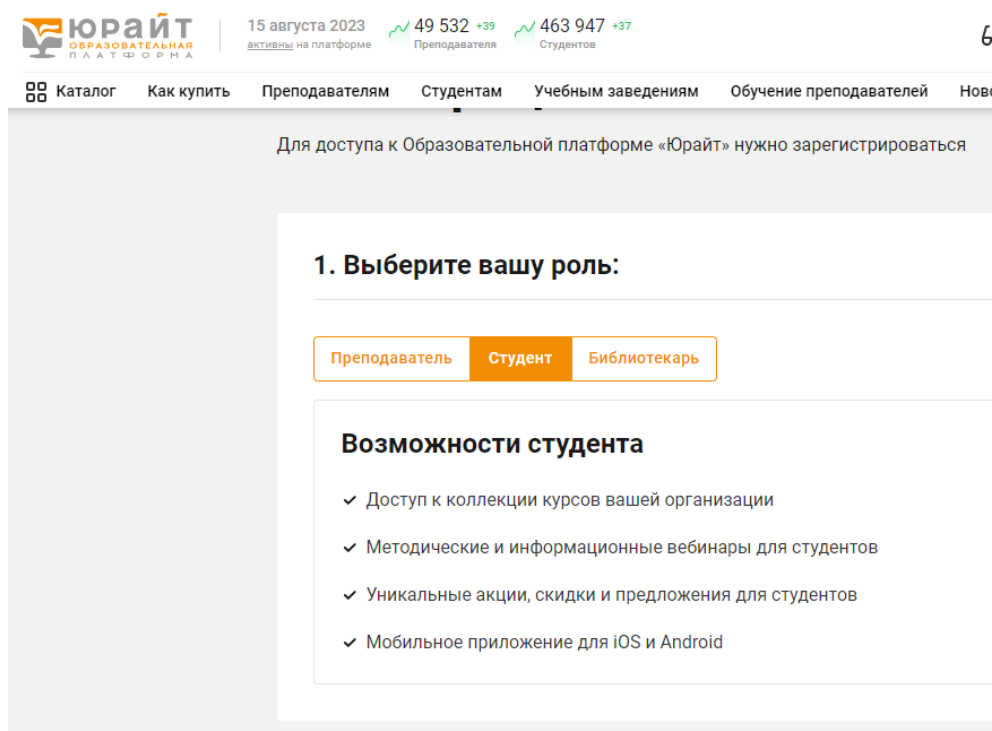 ЮРАЙТ
ОБРАЗОВАТЕЛЬНАЯ
ПЛАТФОРМА
15 августа 2023
активны на платформе
49 532 +39
Преподавателя
463 947 +37
Студентов
Каталог Как купить Преподавателям Студентам Учебным заведениям Обучение преподавателей
Для доступа к Образовательной платформе «Юрайт» нужно зарегистрироваться
1. Выберите вашу роль:
Преподаватель Студент Библиотекарь
Возможности студента
Доступ к коллекции курсов вашей организации
Методические и информационные вебинары для студентов
Уникальные акции, скидки и предложения для студентов
Мобильное приложение для iOS и Android